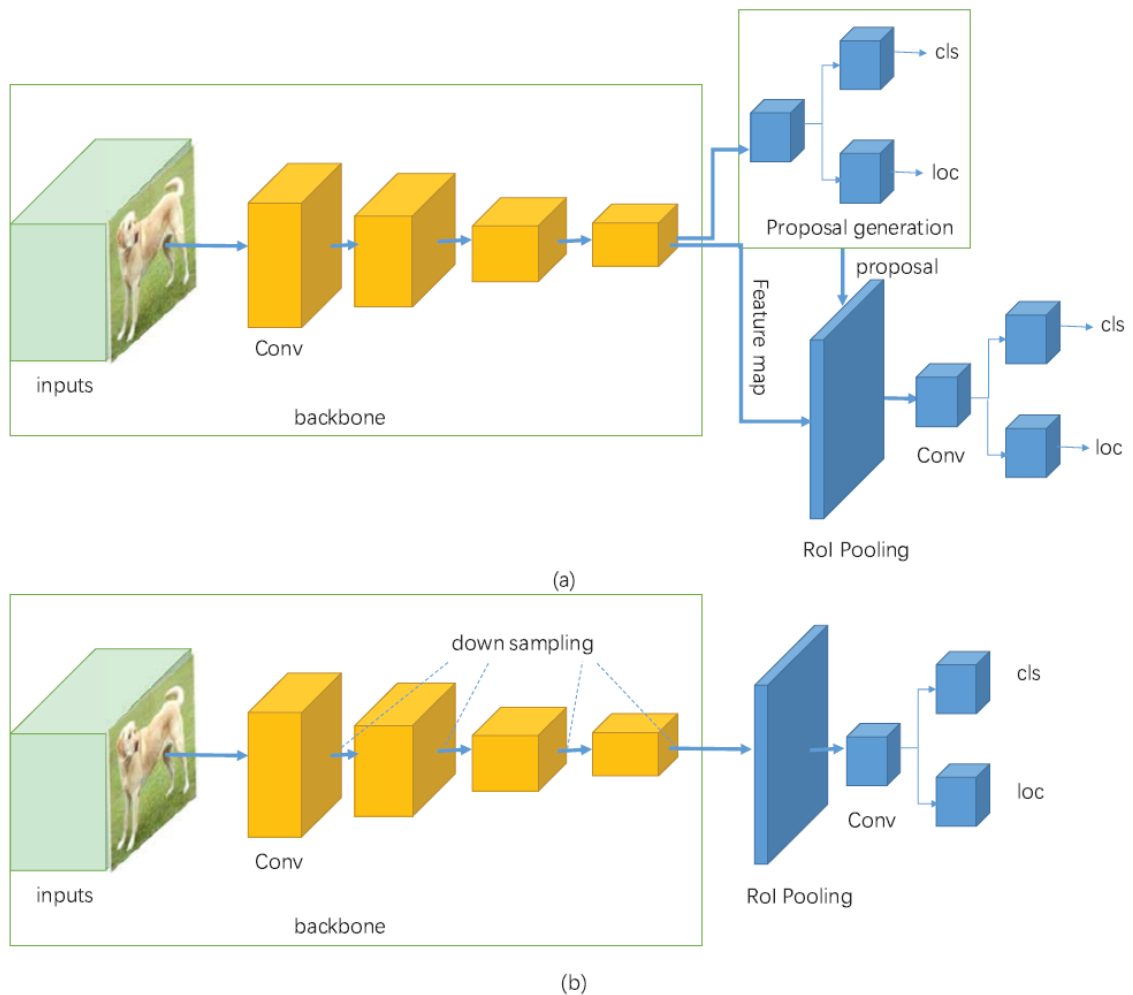 cls
loc
Proposal generation
proposal
Feature map
cls
Conv
inputs
loc
Conv
backbone
RoI Pooling
(a)
down sampling
cls
loc
Conv
Conv
inputs
RoI Pooling
backbone
(b)